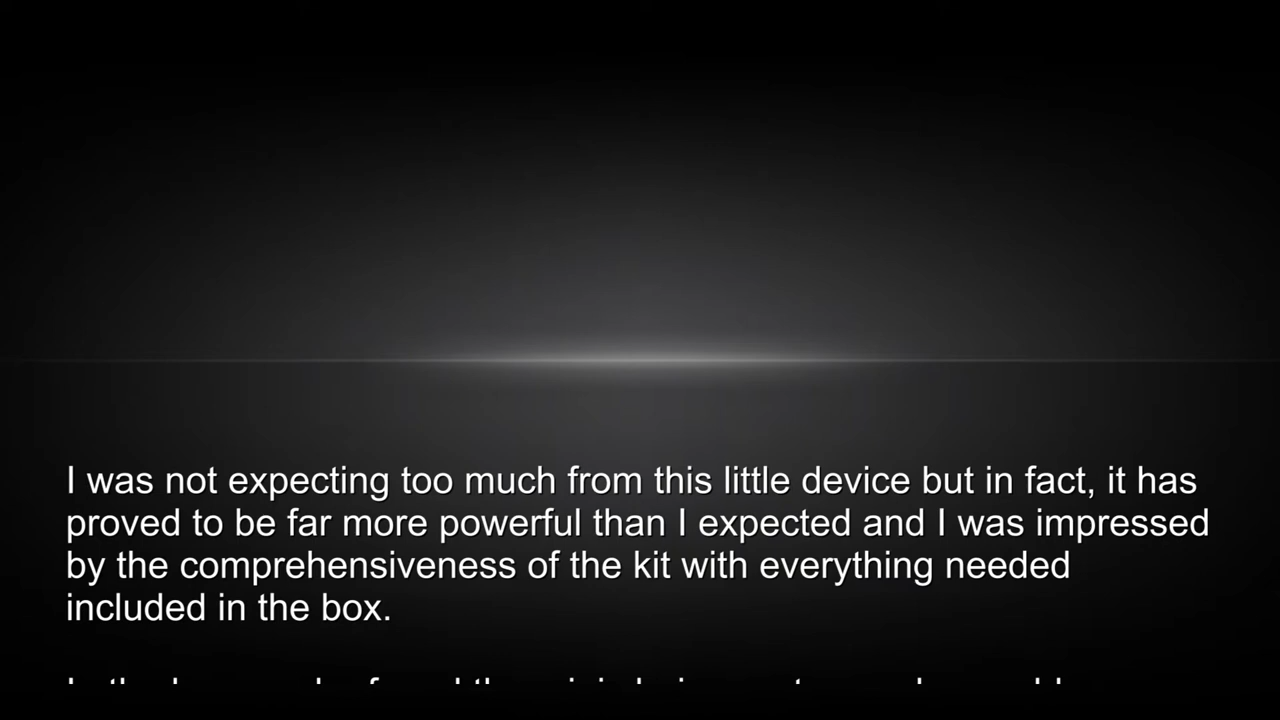 I was not expecting too much from this little device but in fact, it has
proved to be far more powerful than I expected and I was impressed
by the comprehensiveness of the kit with everything needed
included in the box.